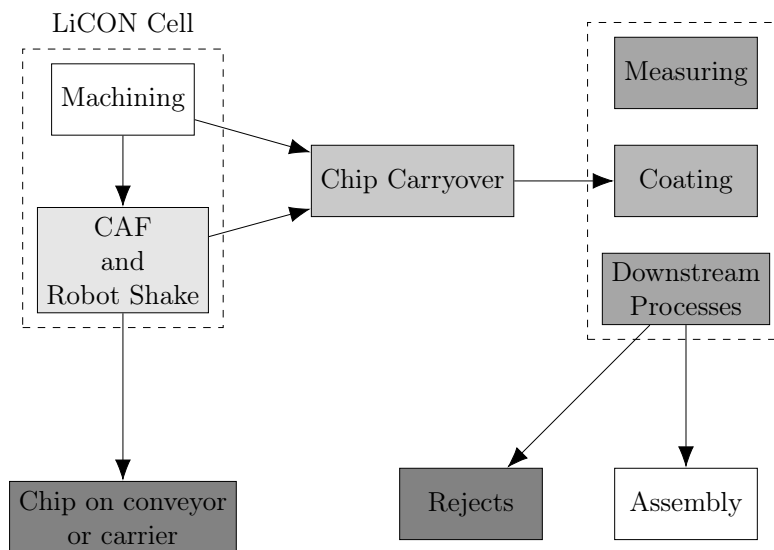 LiCON Cell
Machining
CAF
and
Robot Shake
Chip Carryover
Measuring
Coating
Downstream
Processes
Chip on conveyor
or carrier
Rejects
Assembly